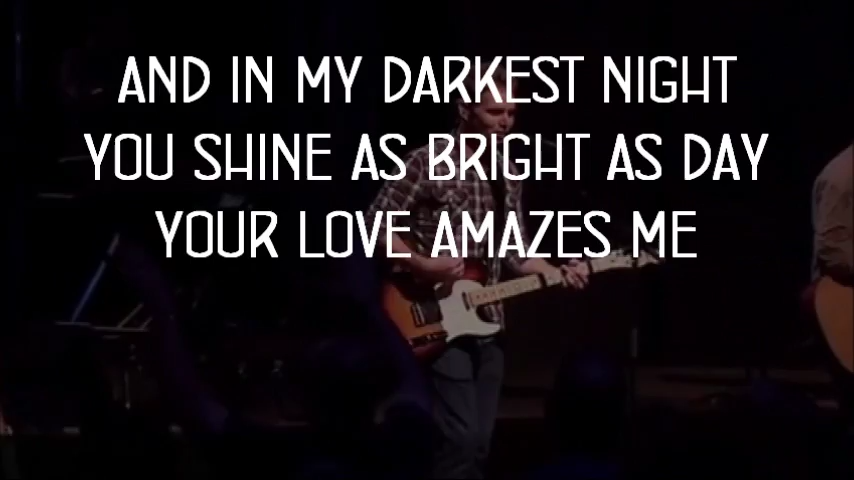 AND IN MY DARKEST NIGHT
YOU SHINE AS BRIGHT AS DAY
YOUR LOVE AMAZES ME